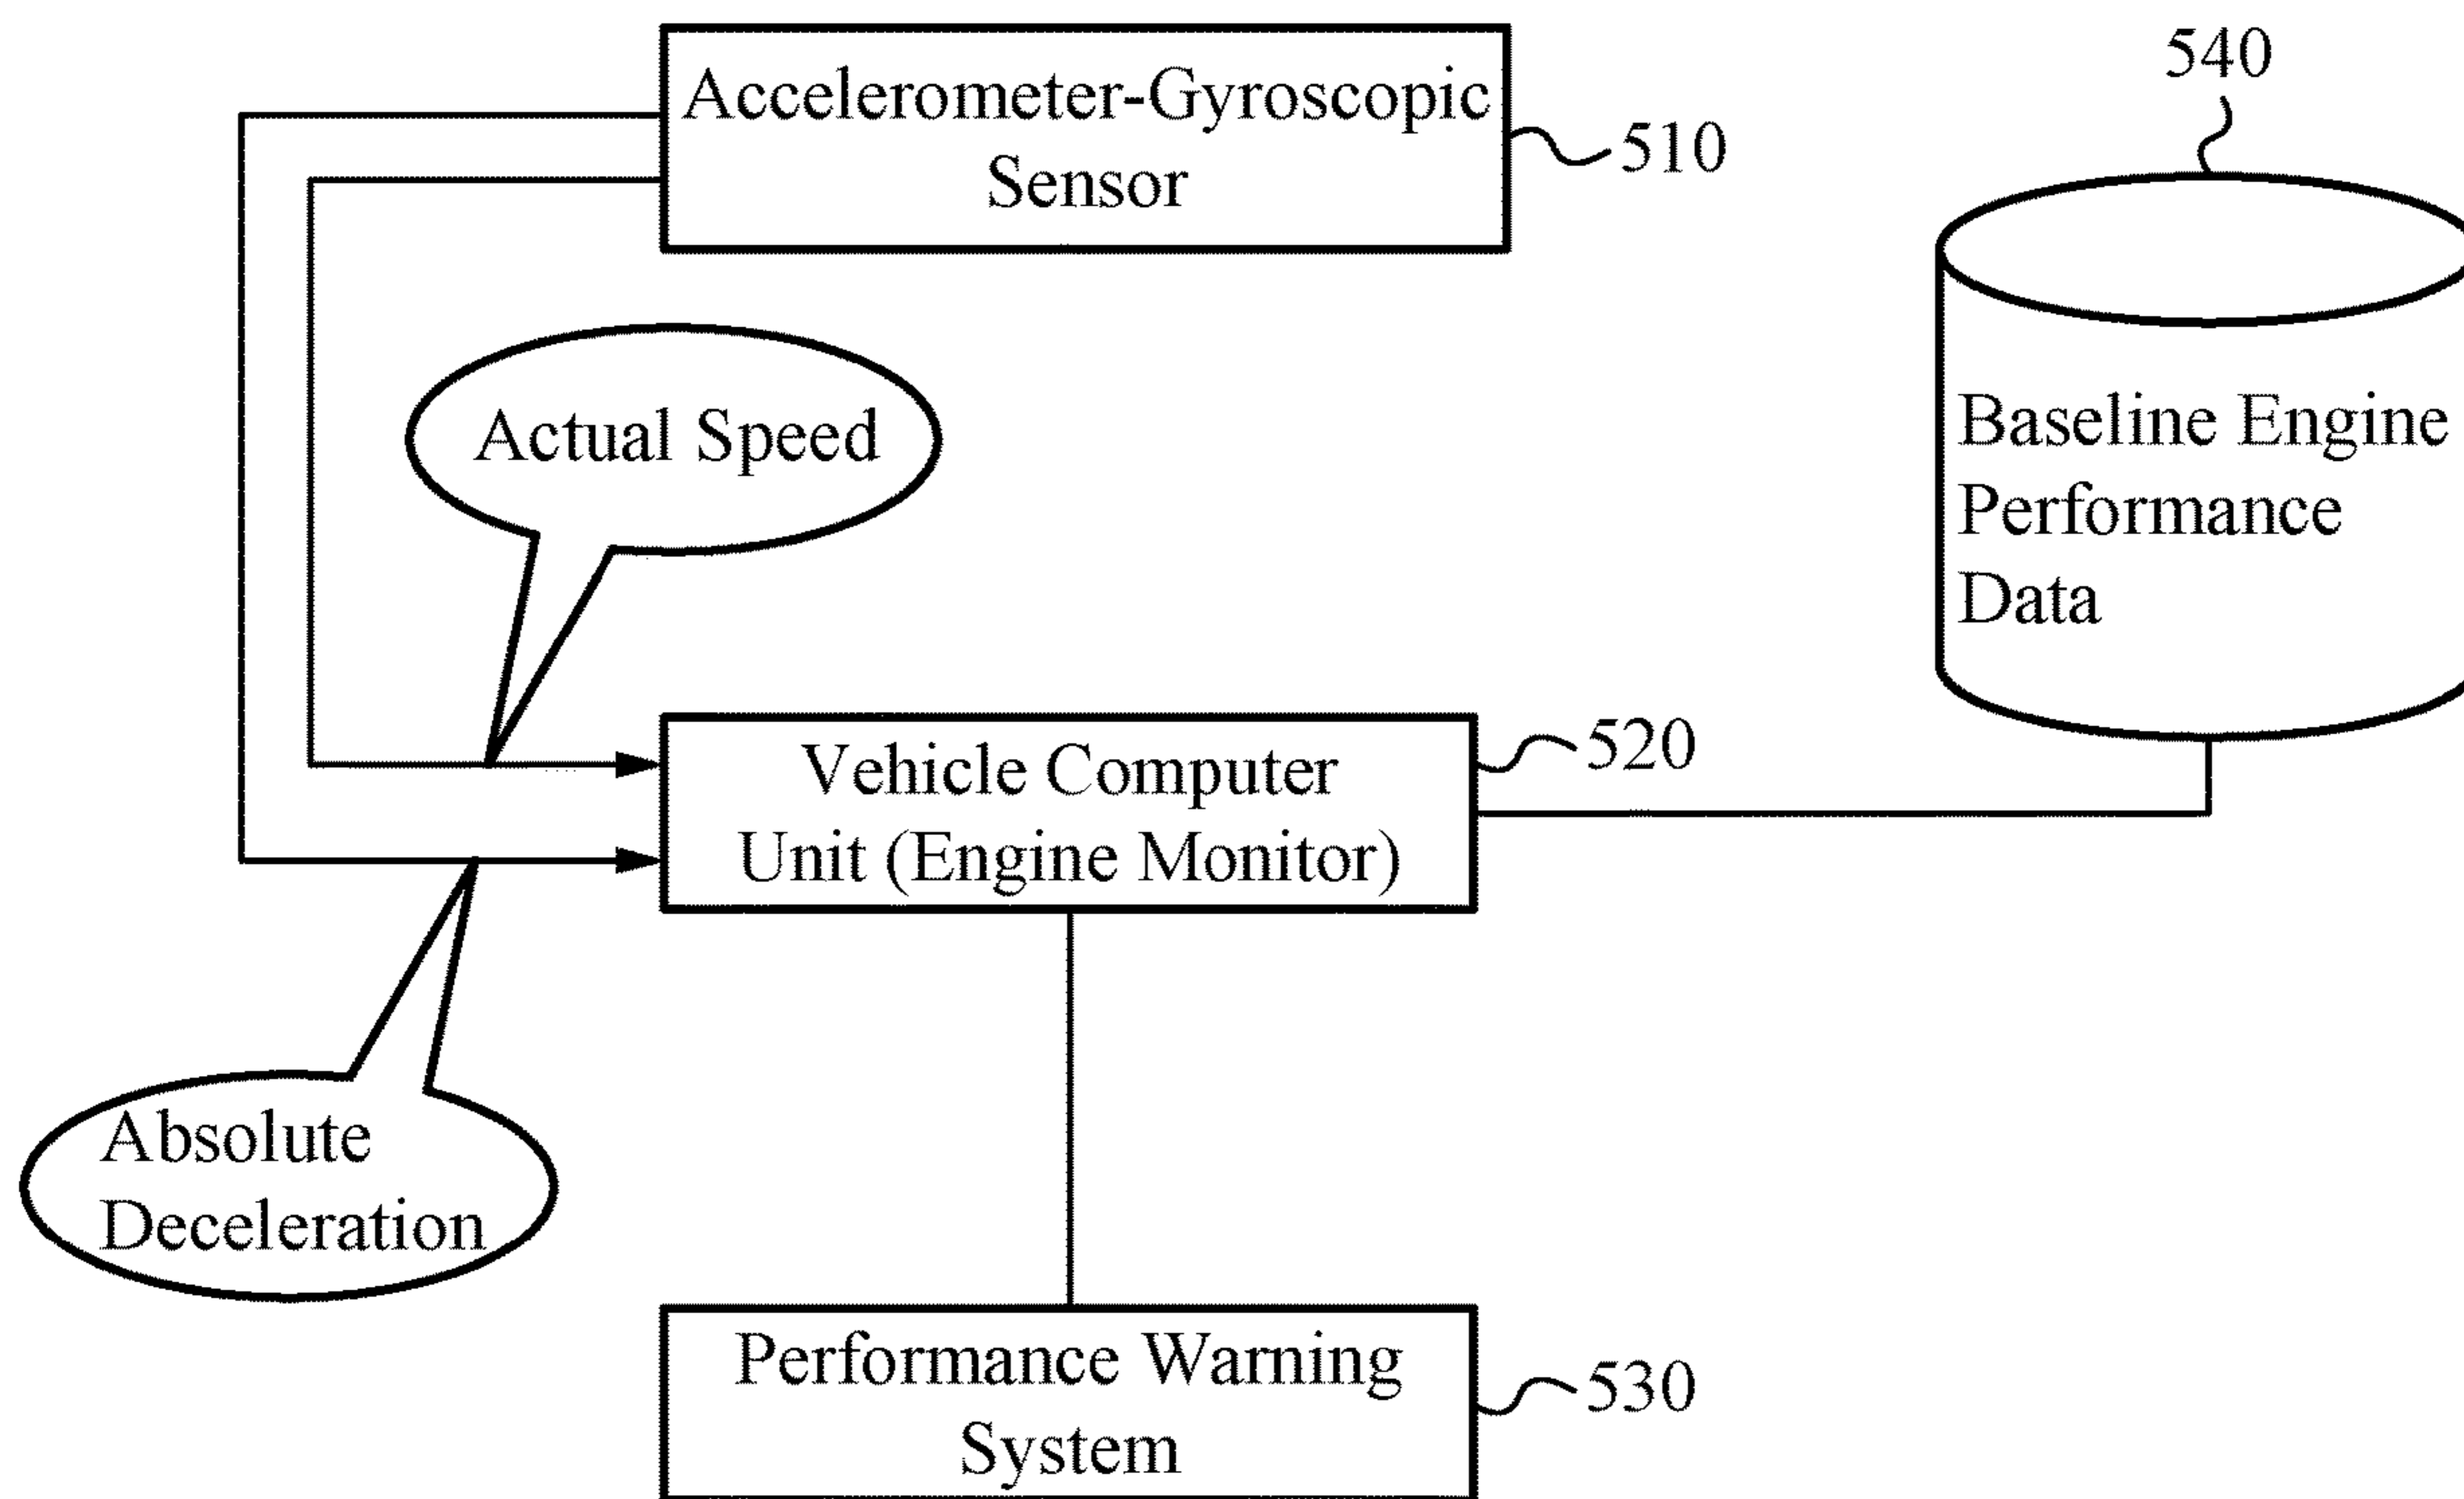 Accelerometer-Gyroscopic
Sensor
510
540
Actual Speed
Baseline Engine
Performance
Data
Vehicle Computer
Unit (Engine Monitor)
520
Absolute
Deceleration
Performance Warning
System
530